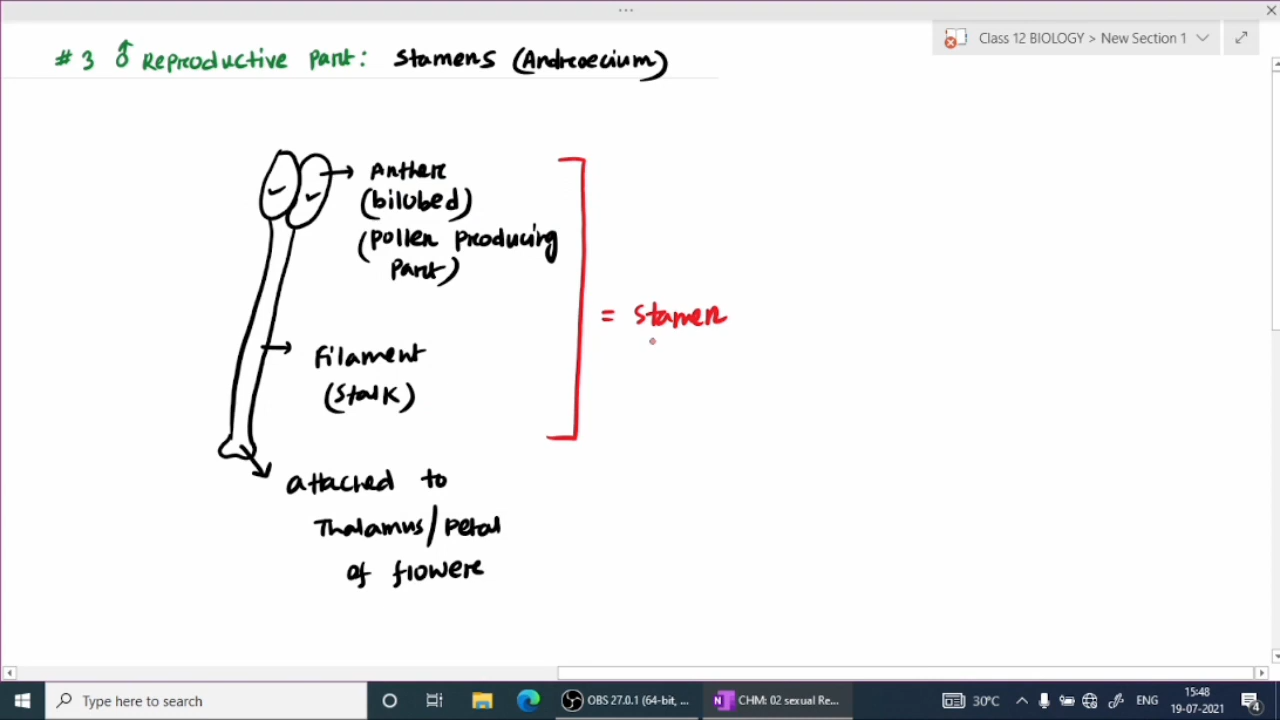 Class 12 BIOLOGY > New Section 1
#3 ♂ Reproductive Part: Stamens (Androecium)
Anther
(bilobed)
(Pollen Producing
Part)
= Stamen
Filament
(Stalk)
attached to
Thalamus/Petal
of flower
Type here to search
OBS 27.0.1 (64-bit, ...
CHM: 02 sexual Re...
30°C
ENG
15:48
19-07-2021
4